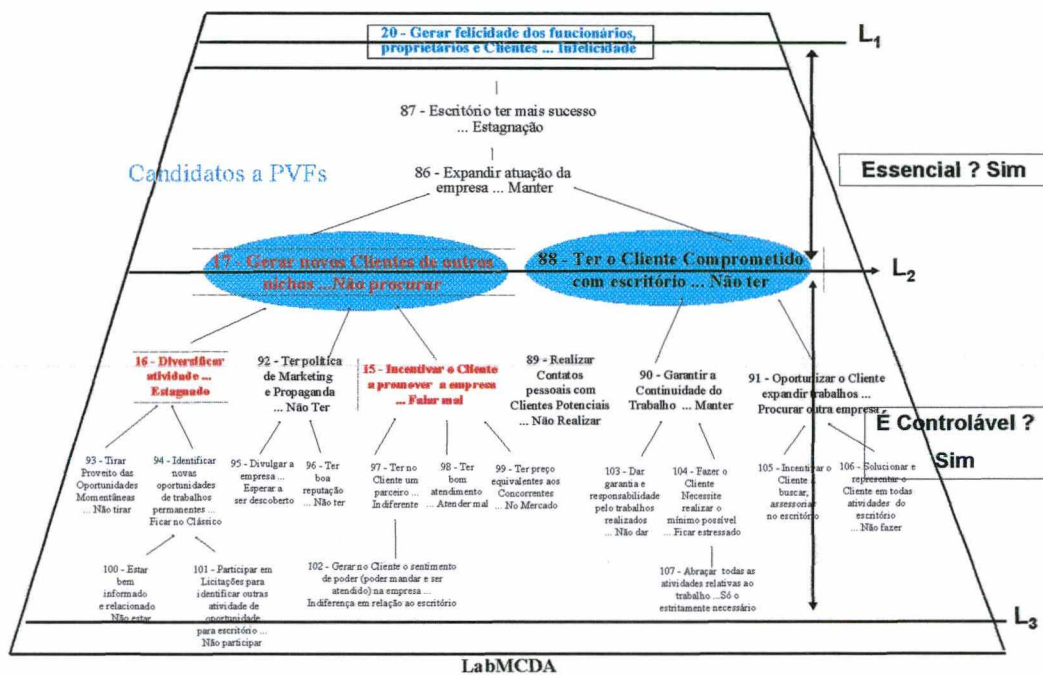 20 - Gerar felicidade dos funcionários,
proprietários e Clientes ... Infelicidade
L1
87 - Escritório ter mais sucesso
... Estagnação
Candidatos a PVFs
86 - Expandir atuação da
empresa ... Manter
Essencial ? Sim
17 - Gerar novos Clientes de outros
nichos ...Não procurar
88 - Ter o Cliente Comprometido
com escritório ... Não ter
L2
16 - Diversificar
atividade ...
Estagnado
92 - Ter política
de Marketing
e Propaganda
... Não Ter
15 - Incentivar o Cliente
a promover a empresa
... Falar mal
89 - Realizar
Contatos
pessoais com
Clientes Potenciais
... Não Realizar
90 - Garantir a
Continuidade do
Trabalho ... Manter
91 - Oportunizar o Cliente
expandir trabalhos ...
Procurar outra empresa
É Controlável ?
Sim
93 - Tirar
Proveito das
Oportunidades
Momentâneas
... Não tirar
94 - Identificar
novas
oportunidades
de trabalhos
permanentes ...
Ficar no Clássico
95 - Divulgar a
empresa ...
Esperar a
ser descoberto
96 - Ter
boa
reputação
... Não ter
97 - Ter no
Cliente um
parceiro ...
Indiferente
98 - Ter
bom
atendimento
... Atender mal
99 - Ter preço
equivalentes aos
Concorrentes
... No Mercado
103 - Dar
garantia e
responsabilidade
pelo trabalhos
realizados
... Não dar
104 - Fazer o
Cliente
Necessite
realizar o
mínimo possível
... Ficar estressado
105 - Incentivar o
Cliente a
buscar,
assessorias
no escritório
106 - Solucionar e
representar o
Cliente em todas
atividades do
escritório
... Não fazer
100 - Estar
bem
informado
e relacionado
Não estar
101 - Participar em
Licitações para
identificar outras
atividade de
oportunidade
para escritório ...
Não participar
102 - Gerar no Cliente o sentimento
de poder (poder mandar e ser
atendido) na empresa ...
Indiferença em relação ao escritório
107 - Abraçar todas as
atividades relativas ao
trabalho ...Só o
estritamente necessário
L3
LabMCDA